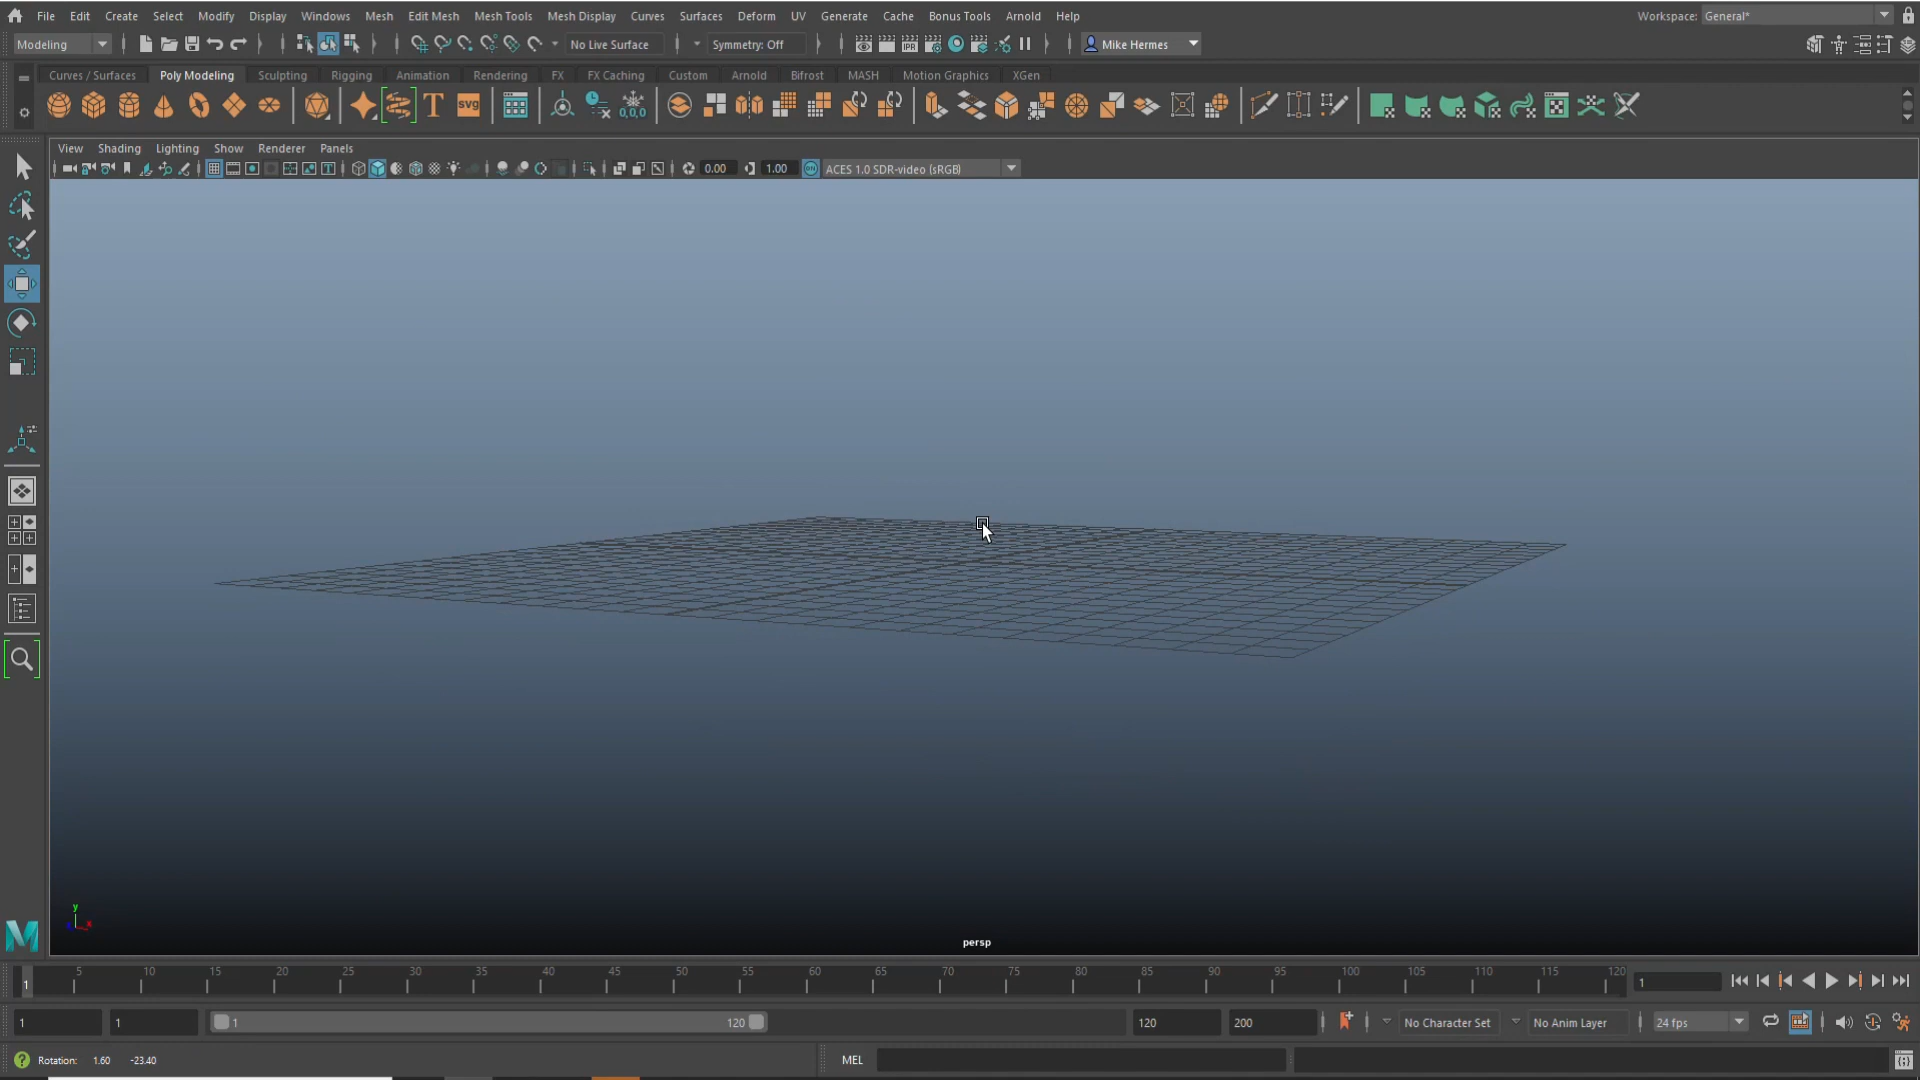 File Edit Create Select Modify Display Windows Mesh Edit Mesh Mesh Tools Mesh Display Curves Surfaces Deform UV Generate Cache Bonus Tools Arnold Help Workspace: General*
Modeling No Live Surface Symmetry: Off IPR Mike Hermes
Curves / Surfaces Poly Modeling Sculpting Rigging Animation Rendering FX FX Caching Custom Arnold Bifrost MASH Motion Graphics XGen
T svg 0,0,0
View Shading Lighting Show Renderer Panels
0.00 1.00 ACES 1.0 SDR-video (sRGB)
y
persp
M
1 5 10 15 20 25 30 35 40 45 50 55 60 65 70 75 80 85 90 95 100 105 110 115 120 1
1 1 1 120 120 200 No Character Set No Anim Layer 24 fps
Rotation: 1.60 -23.40 MEL